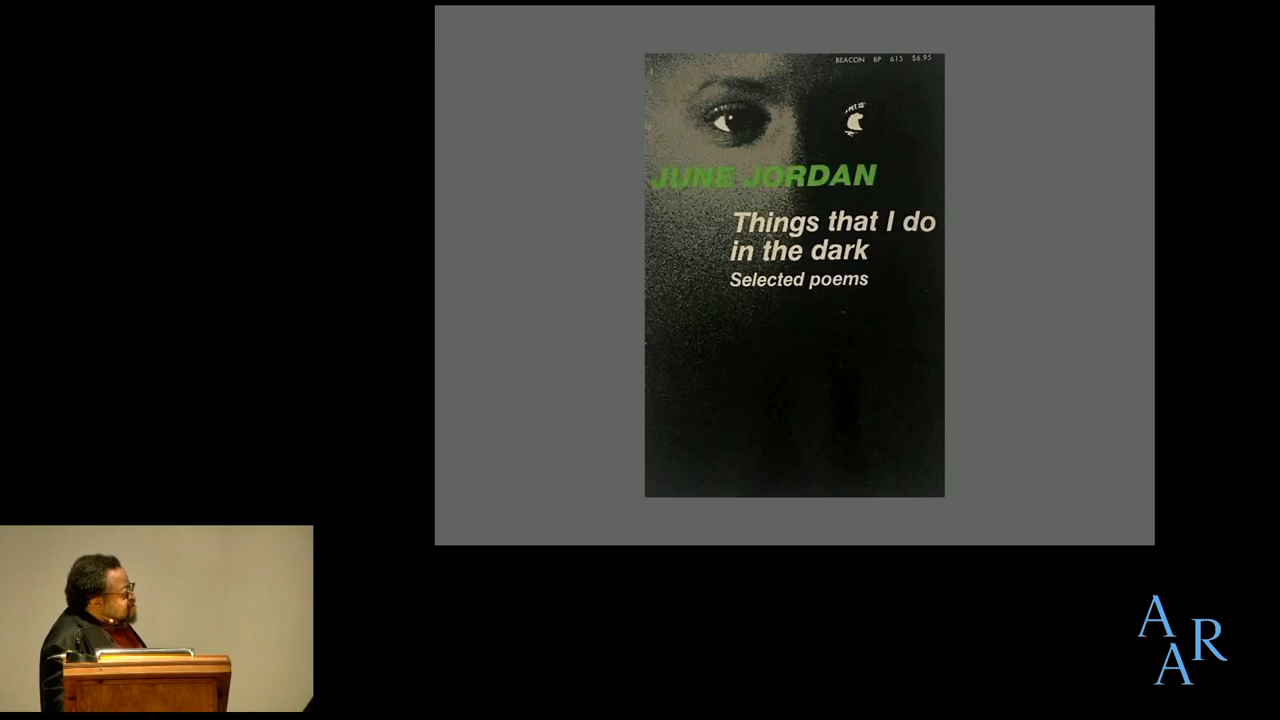 BEACON BP 615 $6.95
JUNE JORDAN
Things that I do
in the dark
Selected poems
A
R
A